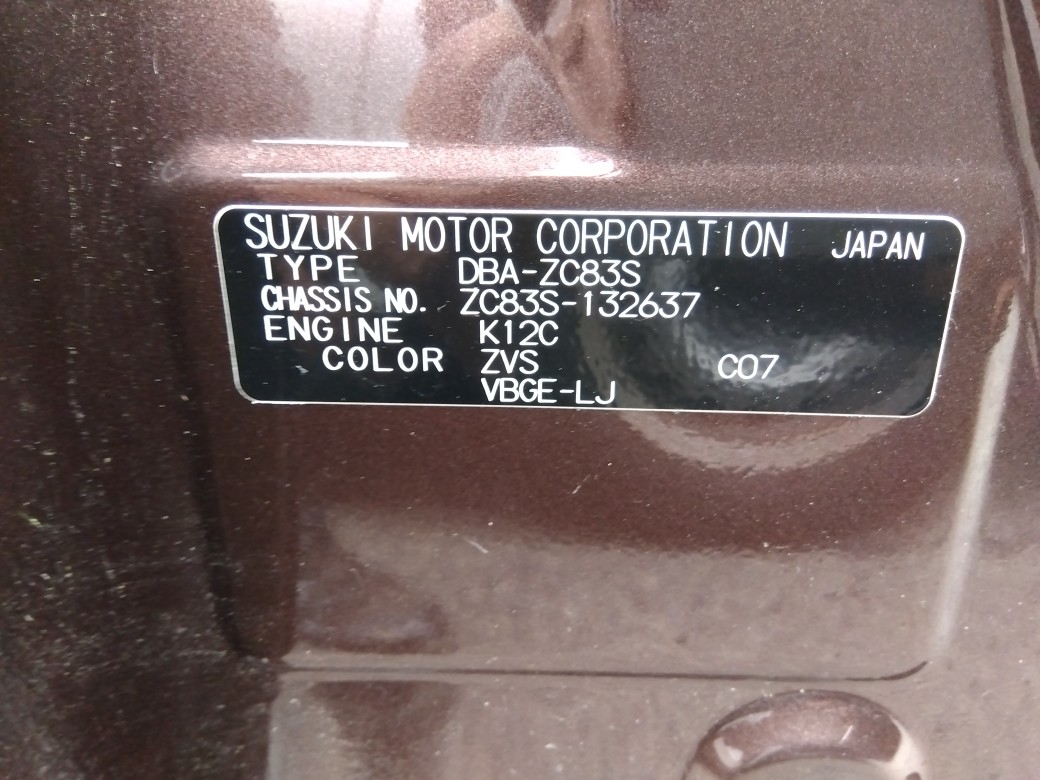 SUZUKI MOTOR CORPORATION JAPAN
TYPE DBA-ZC83S
CHASSIS NO. ZC83S-132637
ENGINE K12C
COLOR ZVS C07
VBGE-LJ